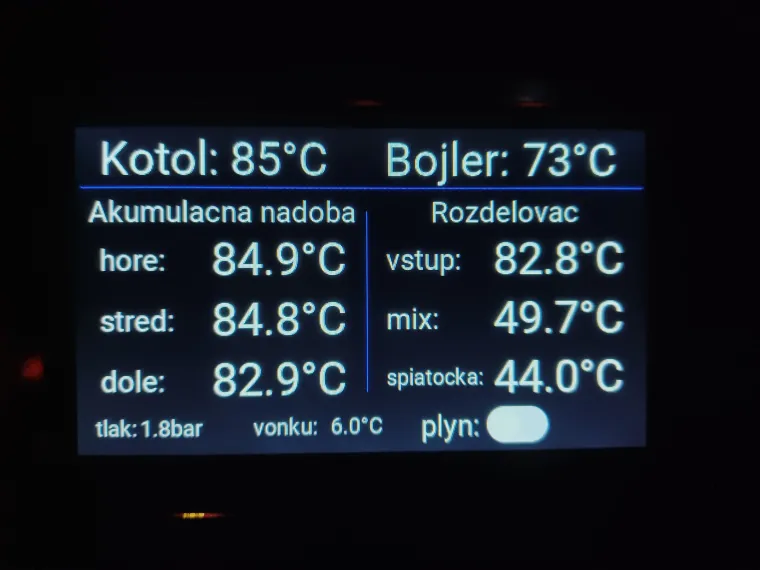 Kotol: 85°C Bojler: 73°C
Akumulacna nadoba
hore: 84.9°C
stred: 84.8°C
dole: 82.9°C
Rozdelovac
vstup: 82.8°C
mix: 49.7°C
spiatocka: 44.0°C
tlak: 1.8bar vonku: 6.0°C plyn: